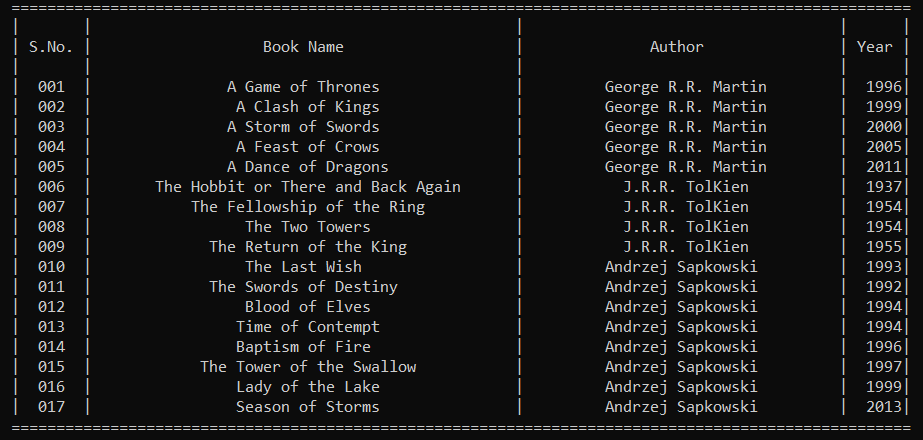 S.No. | Book Name | Author | Year
001 | A Game of Thrones | George R.R. Martin | 1996
002 | A Clash of Kings | George R.R. Martin | 1999
003 | A Storm of Swords | George R.R. Martin | 2000
004 | A Feast of Crows | George R.R. Martin | 2005
005 | A Dance of Dragons | George R.R. Martin | 2011
006 | The Hobbit or There and Back Again | J.R.R. TolKien | 1937
007 | The Fellowship of the Ring | J.R.R. TolKien | 1954
008 | The Two Towers | J.R.R. TolKien | 1954
009 | The Return of the King | J.R.R. TolKien | 1955
010 | The Last Wish | Andrzej Sapkowski | 1993
011 | The Swords of Destiny | Andrzej Sapkowski | 1992
012 | Blood of Elves | Andrzej Sapkowski | 1994
013 | Time of Contempt | Andrzej Sapkowski | 1994
014 | Baptism of Fire | Andrzej Sapkowski | 1996
015 | The Tower of the Swallow | Andrzej Sapkowski | 1997
016 | Lady of the Lake | Andrzej Sapkowski | 1999
017 | Season of Storms | Andrzej Sapkowski | 2013